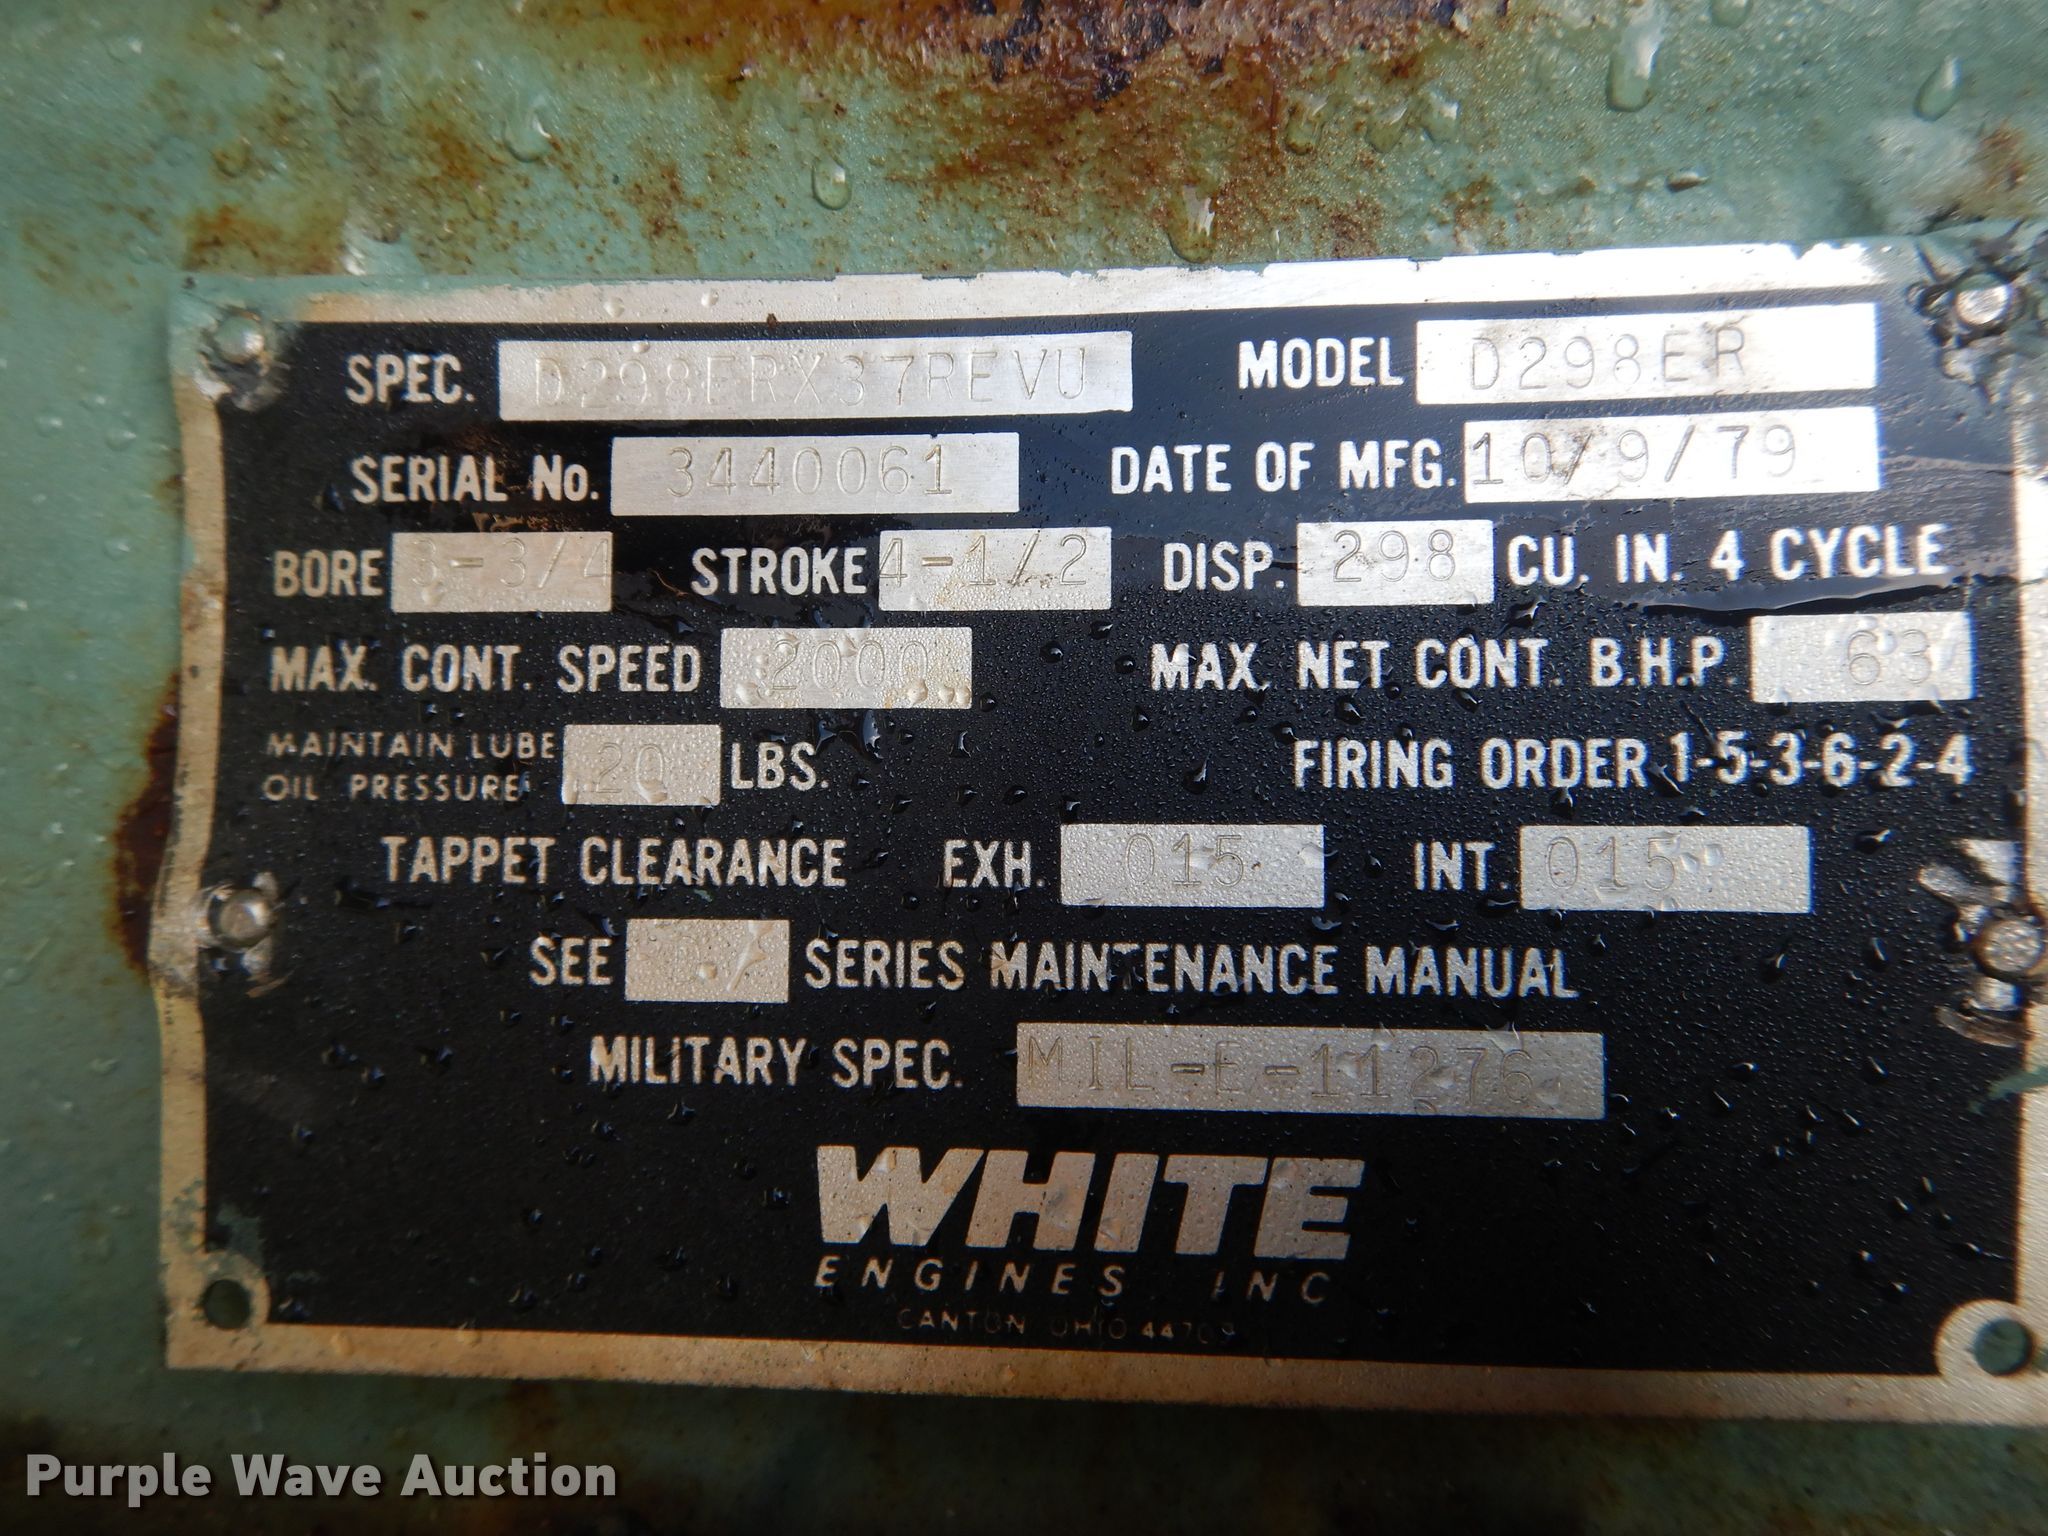 SPEC. D298ERX37REVU MODEL D298ER
SERIAL No. 3440061 DATE OF MFG. 10/9/79
BORE 3-3/4 STROKE 4-1/2 DISP. 298 CU. IN. 4 CYCLE
MAX. CONT. SPEED 2000 MAX. NET CONT. B.H.P. 63
MAINTAIN LUBE OIL PRESSURE 20 LBS. FIRING ORDER 1-5-3-6-2-4
TAPPET CLEARANCE EXH. 015 INT. 015
SEE SERIES MAINTENANCE MANUAL
MILITARY SPEC. MIL-E-11276
WHITE
ENGINES INC
CANTON OHIO 44709
Purple Wave Auction